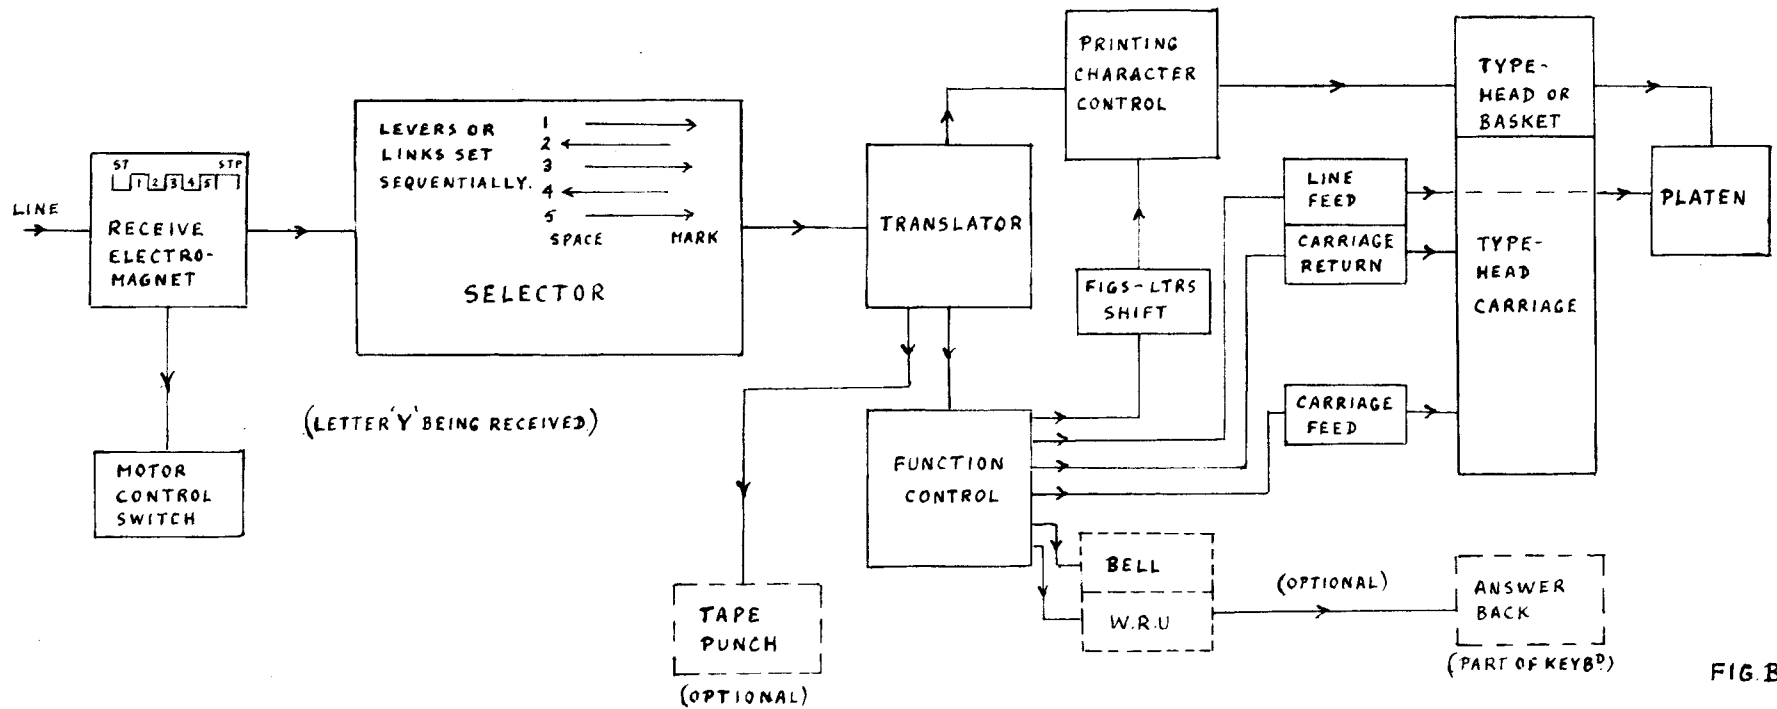 LINE
ST STP
1 2 3 4 5
RECEIVE
ELECTRO-
MAGNET
MOTOR
CONTROL
SWITCH
LEVERS OR
LINKS SET
SEQUENTIALLY.
1
2
3
4
5
SPACE MARK
SELECTOR
(LETTER 'Y' BEING RECEIVED)
TRANSLATOR
TAPE
PUNCH
(OPTIONAL)
FUNCTION
CONTROL
PRINTING
CHARACTER
CONTROL
FIGS-LTRS
SHIFT
LINE
FEED
CARRIAGE
RETURN
CARRIAGE
FEED
BELL
W.R.U
(OPTIONAL)
TYPE-
HEAD OR
BASKET
TYPE-
HEAD
CARRIAGE
PLATEN
ANSWER
BACK
(PART OF KEYBD.)
FIG. B